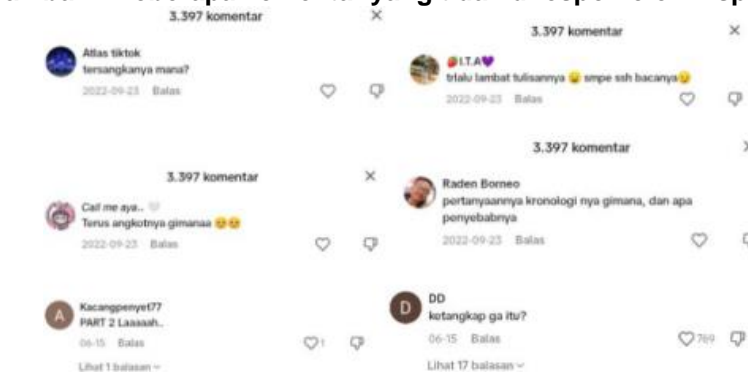 3.397 komentar
Atlas tiktok
tersangkanya mana?
2022-09-23 Balas
3.397 komentar
I.T.A
trlalu lambat tulisannya 😪 smpe ssh bacanya😪
2022-09-23 Balas
3.397 komentar
Call me aya.. 🤍
Terus angkotnya gimanaa 🥺🥺
2022-09-23 Balas
3.397 komentar
Raden Borneo
pertanyaannya kronologi nya gimana, dan apa
penyebabnya
2022-09-23 Balas
A
Kacangpenyet77
PART 2 Laaaah..
06-15 Balas
1
Lihat 1 balasan
D
DD
ketangkap ga itu?
06-15 Balas
769
Lihat 17 balasan